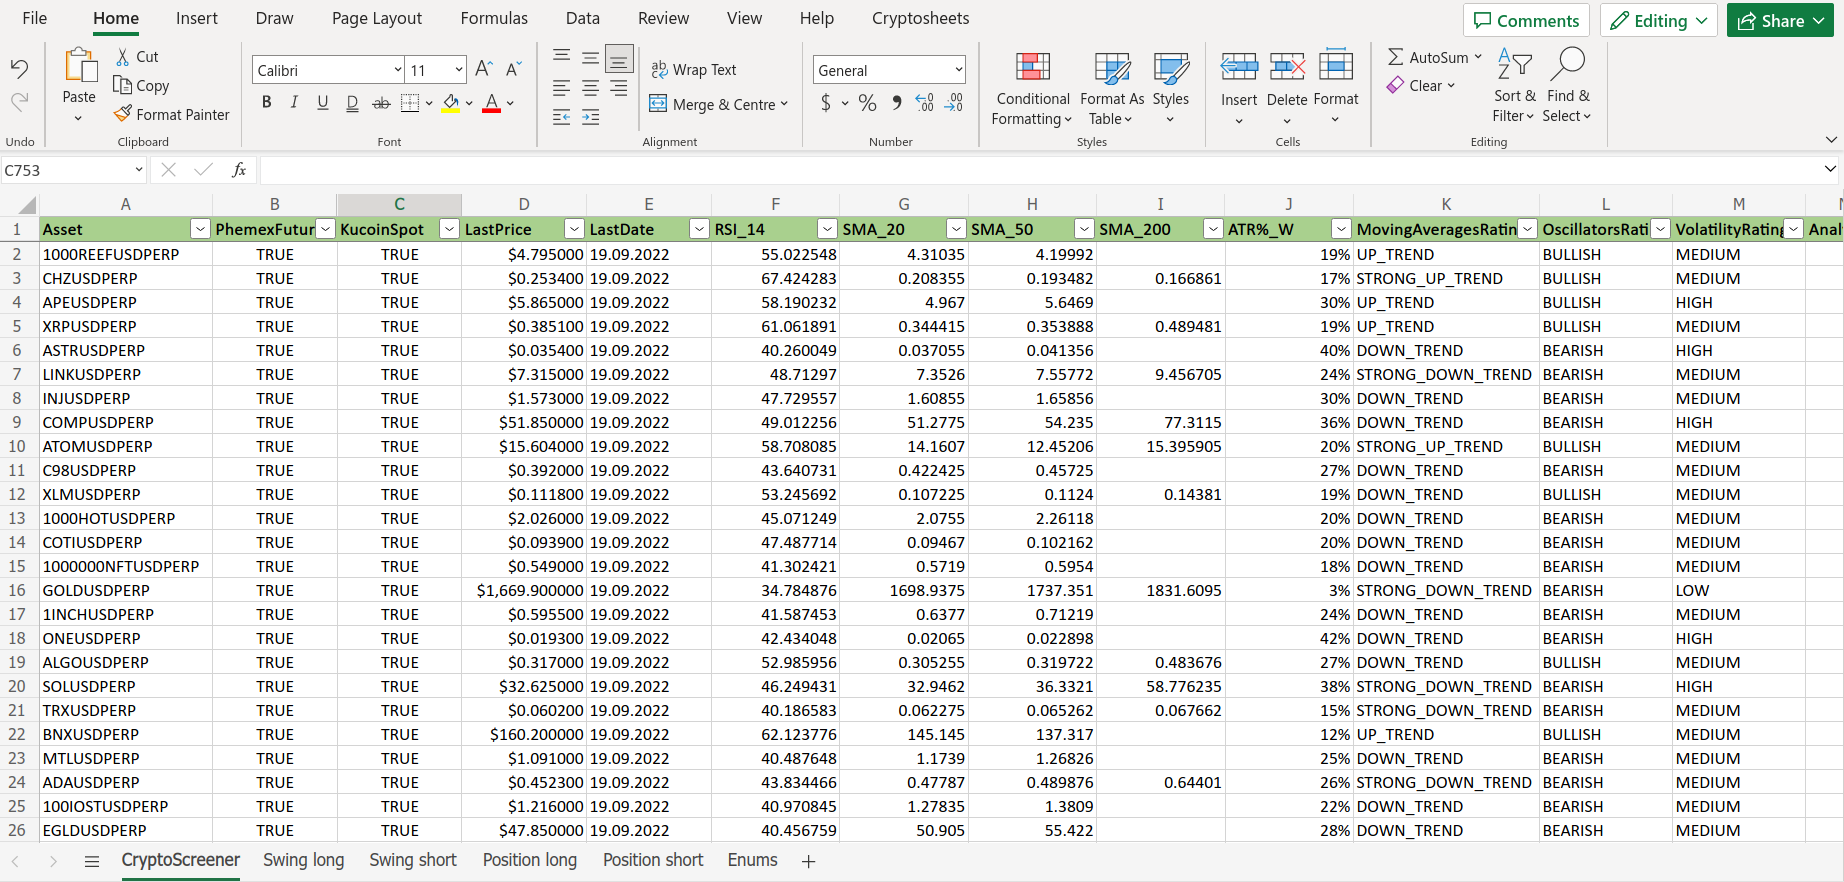 File Home Insert Draw Page Layout Formulas Data Review View Help Cryptosheets Comments Editing Share
Cut
Copy
Format Painter
Paste
Calibri 11
Wrap Text
Merge & Centre
General
Conditional Formatting
Format As Table
Styles
Insert Delete Format
AutoSum
Clear
Sort & Filter
Find & Select
Undo Clipboard Font Alignment Number Styles Cells Editing
C753 fx
A B C D E F G H I J K L M
1 Asset PhemexFutur KucoinSpot LastPrice LastDate RSI_14 SMA_20 SMA_50 SMA_200 ATR%_W MovingAveragesRatin OscillatorsRati VolatilityRating Anal
2 1000REEFUSDPERP TRUE TRUE $4.795000 19.09.2022 55.022548 4.31035 4.19992 19% UP_TREND BULLISH MEDIUM
3 CHZUSDPERP TRUE TRUE $0.253400 19.09.2022 67.424283 0.208355 0.193482 0.166861 17% STRONG_UP_TREND BULLISH MEDIUM
4 APEUSDPERP TRUE TRUE $5.865000 19.09.2022 58.190232 4.967 5.6469 30% UP_TREND BULLISH HIGH
5 XRPUSDPERP TRUE TRUE $0.385100 19.09.2022 61.061891 0.344415 0.353888 0.489481 19% UP_TREND BULLISH MEDIUM
6 ASTRUSDPERP TRUE TRUE $0.035400 19.09.2022 40.260049 0.037055 0.041356 40% DOWN_TREND BEARISH HIGH
7 LINKUSDPERP TRUE TRUE $7.315000 19.09.2022 48.71297 7.3526 7.55772 9.456705 24% STRONG_DOWN_TREND BEARISH MEDIUM
8 INJUSDPERP TRUE TRUE $1.573000 19.09.2022 47.729557 1.60855 1.65856 30% DOWN_TREND BEARISH MEDIUM
9 COMPUSDPERP TRUE TRUE $51.850000 19.09.2022 49.012256 51.2775 54.235 77.3115 36% DOWN_TREND BEARISH HIGH
10 ATOMUSDPERP TRUE TRUE $15.604000 19.09.2022 58.708085 14.1607 12.45206 15.395905 20% STRONG_UP_TREND BULLISH MEDIUM
11 C98USDPERP TRUE TRUE $0.392000 19.09.2022 43.640731 0.422425 0.45725 27% DOWN_TREND BEARISH MEDIUM
12 XLMUSDPERP TRUE TRUE $0.111800 19.09.2022 53.245692 0.107225 0.1124 0.14381 19% DOWN_TREND BULLISH MEDIUM
13 1000HOTUSDPERP TRUE TRUE $2.026000 19.09.2022 45.071249 2.0755 2.26118 20% DOWN_TREND BEARISH MEDIUM
14 COTIUSDPERP TRUE TRUE $0.093900 19.09.2022 47.487714 0.09467 0.102162 20% DOWN_TREND BEARISH MEDIUM
15 1000000NFTUSDPERP TRUE TRUE $0.549000 19.09.2022 41.302421 0.5719 0.5954 18% DOWN_TREND BEARISH MEDIUM
16 GOLDUSDPERP TRUE TRUE $1,669.900000 19.09.2022 34.784876 1698.9375 1737.351 1831.6095 3% STRONG_DOWN_TREND BEARISH LOW
17 1INCHUSDPERP TRUE TRUE $0.595500 19.09.2022 41.587453 0.6377 0.71219 24% DOWN_TREND BEARISH MEDIUM
18 ONEUSDPERP TRUE TRUE $0.019300 19.09.2022 42.434048 0.02065 0.022898 42% DOWN_TREND BEARISH HIGH
19 ALGOUSDPERP TRUE TRUE $0.317000 19.09.2022 52.985956 0.305255 0.319722 0.483676 27% DOWN_TREND BULLISH MEDIUM
20 SOLUSDPERP TRUE TRUE $32.625000 19.09.2022 46.249431 32.9462 36.3321 58.776235 38% STRONG_DOWN_TREND BEARISH HIGH
21 TRXUSDPERP TRUE TRUE $0.060200 19.09.2022 40.186583 0.062275 0.065262 0.067662 15% STRONG_DOWN_TREND BEARISH MEDIUM
22 BNXUSDPERP TRUE TRUE $160.200000 19.09.2022 62.123776 145.145 137.317 12% UP_TREND BULLISH MEDIUM
23 MTLUSDPERP TRUE TRUE $1.091000 19.09.2022 40.487648 1.1739 1.26826 25% DOWN_TREND BEARISH MEDIUM
24 ADAUSDPERP TRUE TRUE $0.452300 19.09.2022 43.834466 0.47787 0.489876 0.64401 26% STRONG_DOWN_TREND BEARISH MEDIUM
25 100IOSTUSDPERP TRUE TRUE $1.216000 19.09.2022 40.970845 1.27835 1.3809 22% DOWN_TREND BEARISH MEDIUM
26 EGLDUSDPERP TRUE TRUE $47.850000 19.09.2022 40.456759 50.905 55.422 28% DOWN_TREND BEARISH MEDIUM
CryptoScreener Swing long Swing short Position long Position short Enums